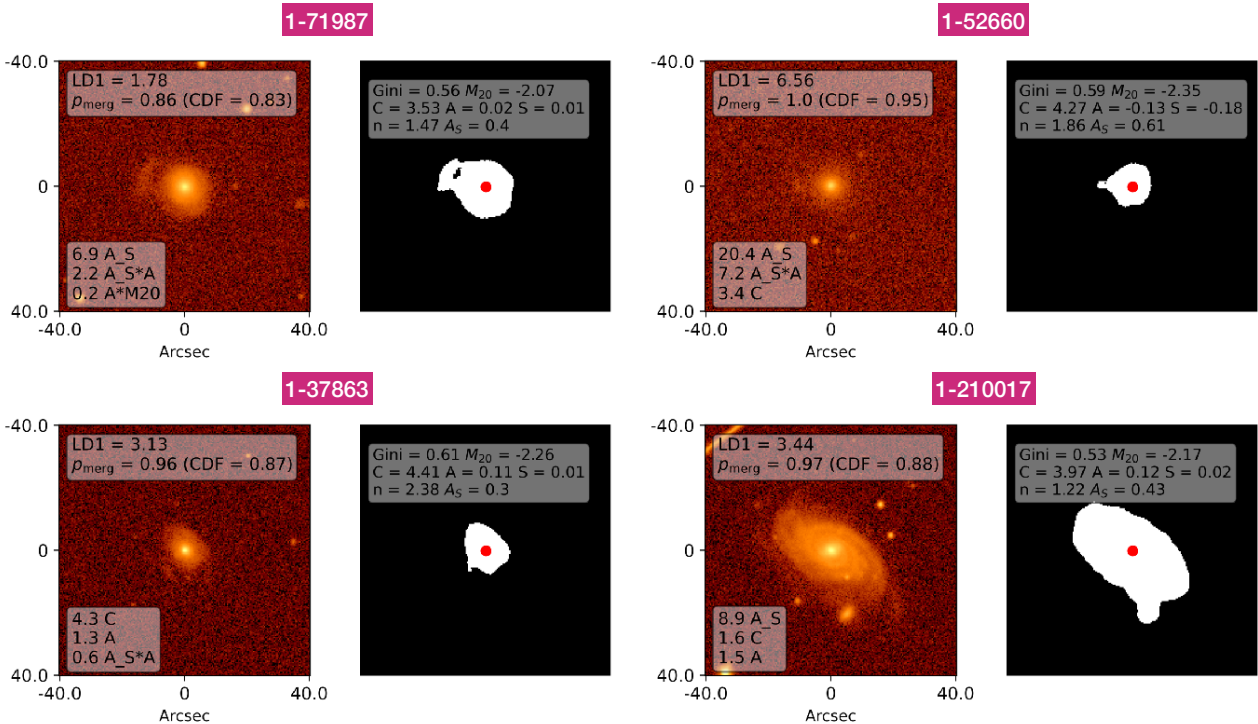 1-71987
1-52660
-40.0
0
40.0
-40.0
0
40.0
Arcsec
LD1 = 1.78
p_merg = 0.86 (CDF = 0.83)
6.9 A_S
2.2 A_S*A
0.2 A*M20
Gini = 0.56 M₂₀ = -2.07
C = 3.53 A = 0.02 S = 0.01
n = 1.47 A_S = 0.4
-40.0
0
40.0
-40.0
0
40.0
Arcsec
LD1 = 6.56
p_merg = 1.0 (CDF = 0.95)
20.4 A_S
7.2 A_S*A
3.4 C
Gini = 0.59 M₂₀ = -2.35
C = 4.27 A = -0.13 S = -0.18
n = 1.86 A_S = 0.61
1-37863
1-210017
-40.0
0
40.0
-40.0
0
40.0
Arcsec
LD1 = 3.13
p_merg = 0.96 (CDF = 0.87)
4.3 C
1.3 A
0.6 A_S*A
Gini = 0.61 M₂₀ = -2.26
C = 4.41 A = 0.11 S = 0.01
n = 2.38 A_S = 0.3
-40.0
0
40.0
-40.0
0
40.0
Arcsec
LD1 = 3.44
p_merg = 0.97 (CDF = 0.88)
8.9 A_S
1.6 C
1.5 A
Gini = 0.53 M₂₀ = -2.17
C = 3.97 A = 0.12 S = 0.02
n = 1.22 A_S = 0.43